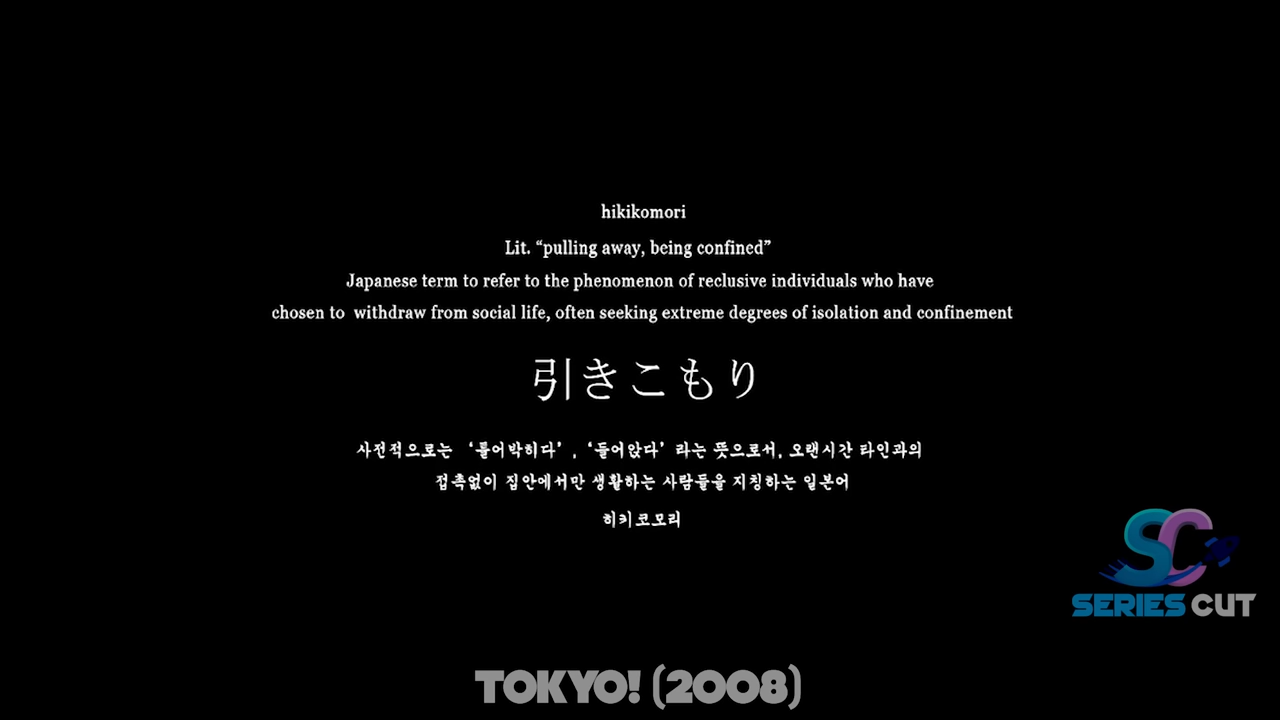 hikikomori
Lit. “pulling away, being confined”
Japanese term to refer to the phenomenon of reclusive individuals who have
chosen to withdraw from social life, often seeking extreme degrees of isolation and confinement
引きこもり
사전적으로는 ‘틀어박히다’, ‘들어앉다’ 라는 뜻으로서, 오랜시간 타인과의
접촉없이 집안에서만 생활하는 사람들을 지칭하는 일본어
히키코모리
SC
SERIES CUT
TOKYO! (2008)